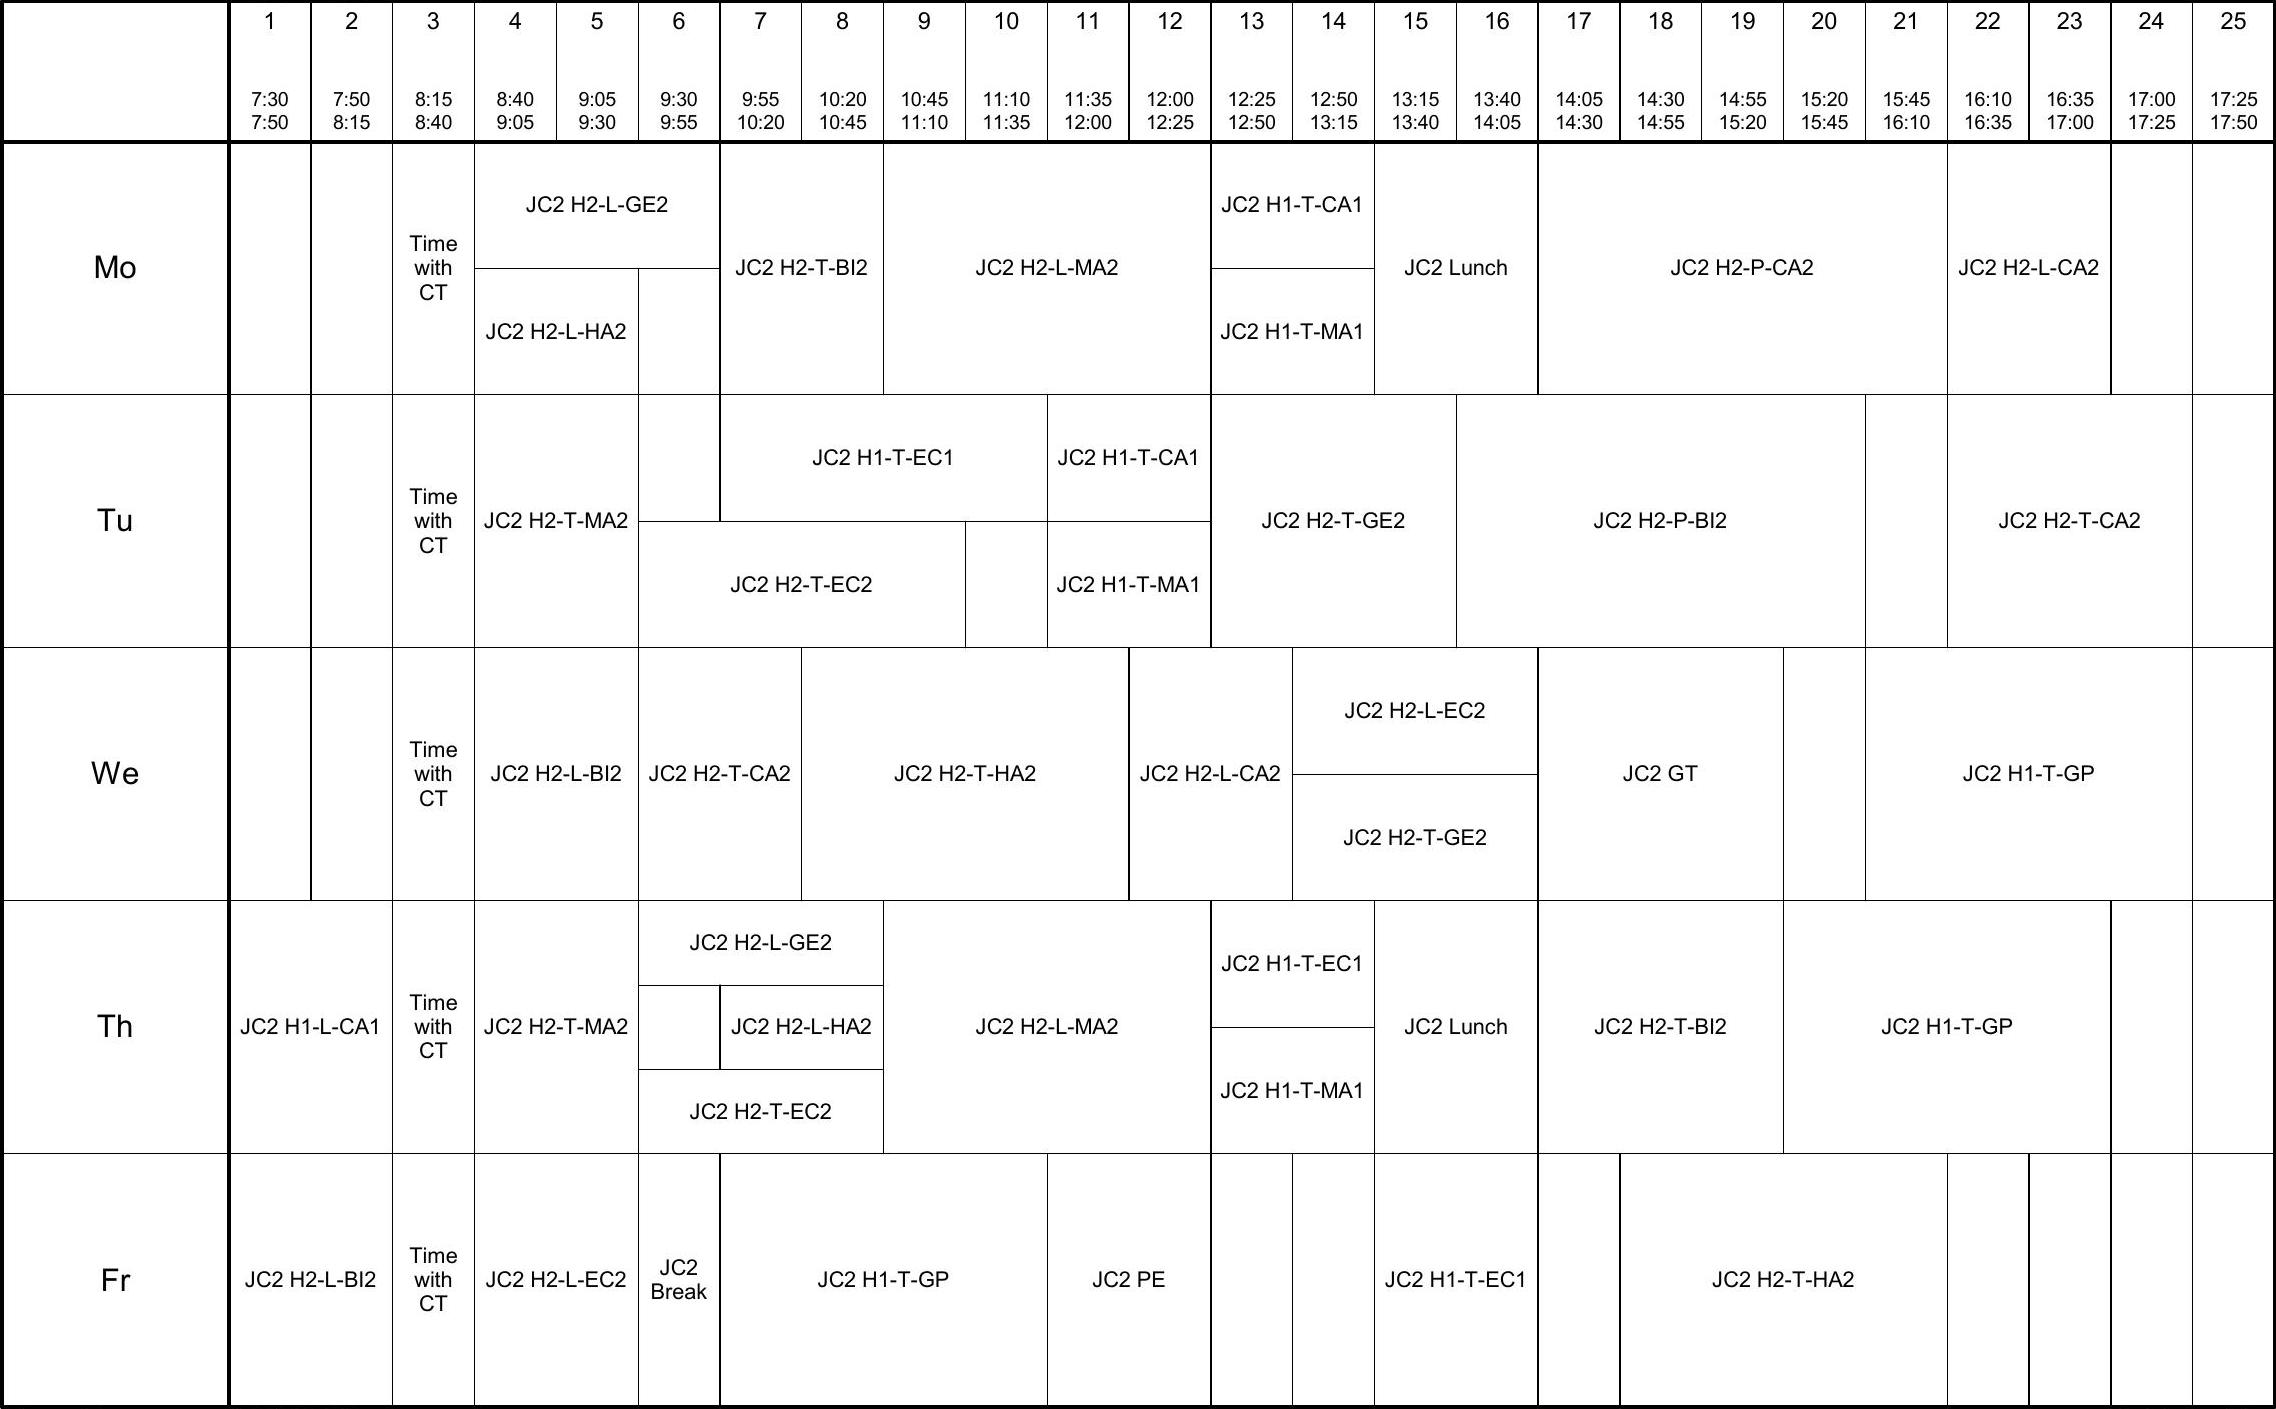 1 2 3 4 5 6 7 8 9 10 11 12 13 14 15 16 17 18 19 20 21 22 23 24 25
7:30 7:50 8:15 8:40 9:05 9:30 9:55 10:20 10:45 11:10 11:35 12:00 12:25 12:50 13:15 13:40 14:05 14:30 14:55 15:20 15:45 16:10 16:35 17:00 17:25
7:50 8:15 8:40 9:05 9:30 9:55 10:20 10:45 11:10 11:35 12:00 12:25 12:50 13:15 13:40 14:05 14:30 14:55 15:20 15:45 16:10 16:35 17:00 17:25 17:50
Mo
Time
with
CT
JC2 H2-L-GE2
JC2 H2-L-HA2
JC2 H2-T-BI2
JC2 H2-L-MA2
JC2 H1-T-CA1
JC2 H1-T-MA1
JC2 Lunch
JC2 H2-P-CA2
JC2 H2-L-CA2
Tu
Time
with
CT
JC2 H2-T-MA2
JC2 H1-T-EC1
JC2 H2-T-EC2
JC2 H1-T-CA1
JC2 H1-T-MA1
JC2 H2-T-GE2
JC2 H2-P-BI2
JC2 H2-T-CA2
We
Time
with
CT
JC2 H2-L-BI2
JC2 H2-T-CA2
JC2 H2-T-HA2
JC2 H2-L-CA2
JC2 H2-L-EC2
JC2 H2-T-GE2
JC2 GT
JC2 H1-T-GP
Th
JC2 H1-L-CA1
Time
with
CT
JC2 H2-T-MA2
JC2 H2-L-GE2
JC2 H2-L-HA2
JC2 H2-T-EC2
JC2 H2-L-MA2
JC2 H1-T-EC1
JC2 H1-T-MA1
JC2 Lunch
JC2 H2-T-BI2
JC2 H1-T-GP
Fr
JC2 H2-L-BI2
Time
with
CT
JC2 H2-L-EC2
JC2
Break
JC2 H1-T-GP
JC2 PE
JC2 H1-T-EC1
JC2 H2-T-HA2